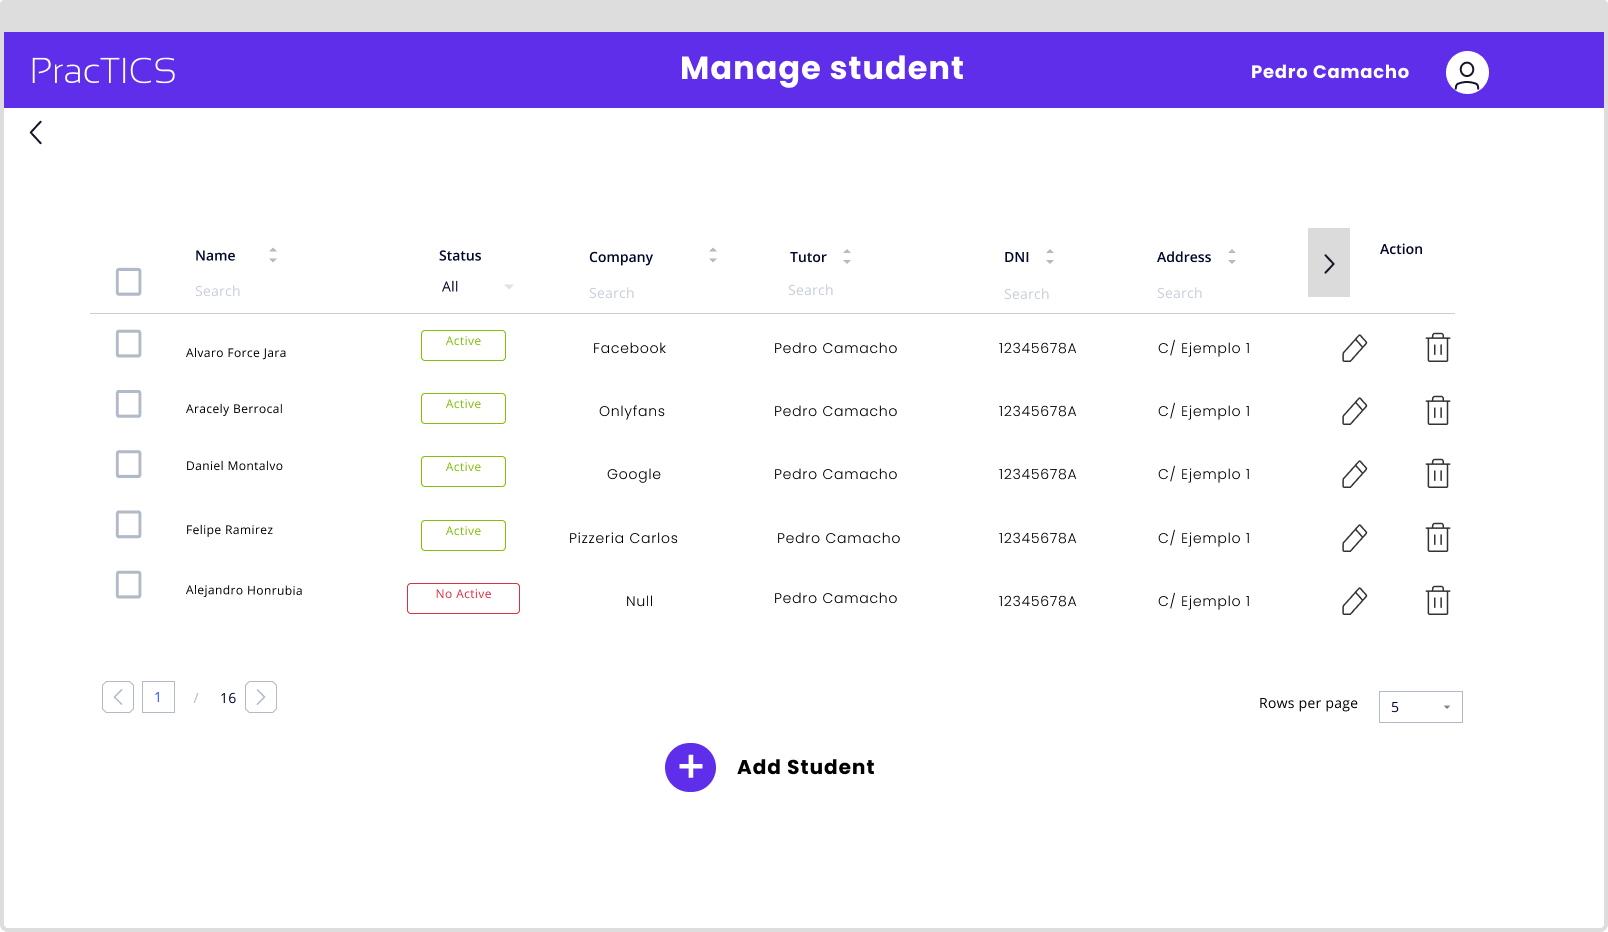 PracTICS
Manage student
Pedro Camacho
Name Status Company Tutor DNI Address Action
Search All Search Search Search Search
Alvaro Force Jara Active Facebook Pedro Camacho 12345678A C/ Ejemplo 1
Aracely Berrocal Active Onlyfans Pedro Camacho 12345678A C/ Ejemplo 1
Daniel Montalvo Active Google Pedro Camacho 12345678A C/ Ejemplo 1
Felipe Ramirez Active Pizzeria Carlos Pedro Camacho 12345678A C/ Ejemplo 1
Alejandro Honrubia No Active Null Pedro Camacho 12345678A C/ Ejemplo 1
1 / 16
Rows per page 5
Add Student